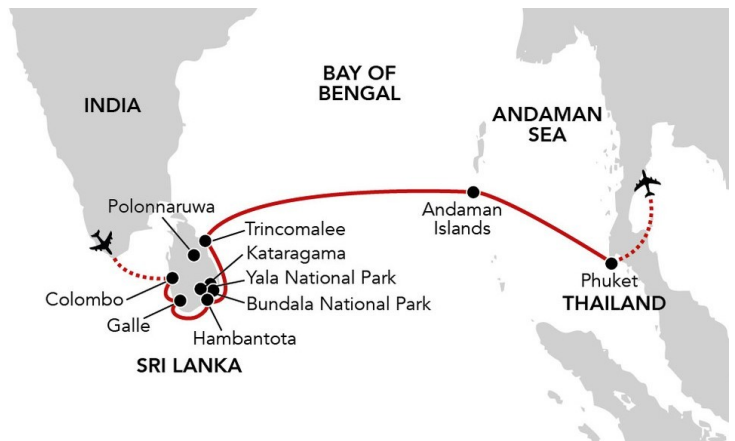 BAY OF
BENGAL
INDIA
ANDAMAN
SEA
Polonnaruwa
Trincomalee
Andaman
Islands
Kataragama
Yala National Park
Phuket
Colombo
Bundala National Park
THAILAND
Galle
Hambantota
SRI LANKA